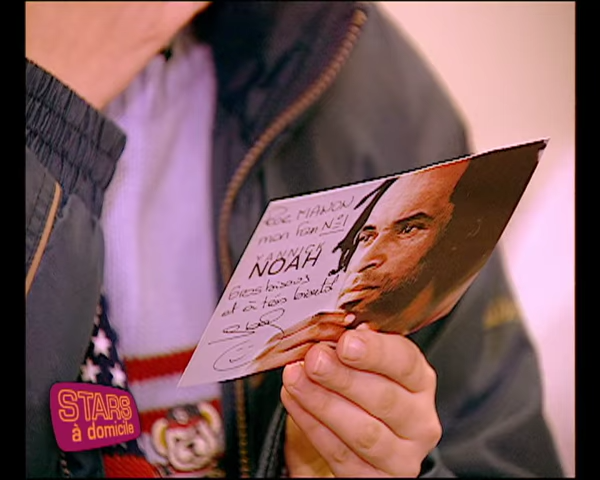 Pour MANON
mon fan N°1
YANNICK
NOAH
Gros bisous
et à très bientôt
STARS
à domicile